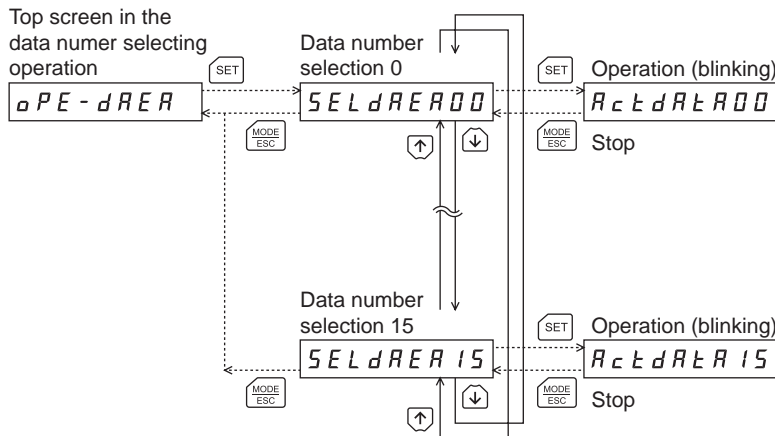 Top screen in the
data numer selecting
operation
SET
Data number
selection 0
SET
Operation (blinking)
oPE-dAtA
SELdAtA00
ActdAtA00
MODE
ESC
↑
↓
MODE
ESC
Stop
Data number
selection 15
SET
Operation (blinking)
SELdAtA15
ActdAtA15
MODE
ESC
↑
↓
MODE
ESC
Stop